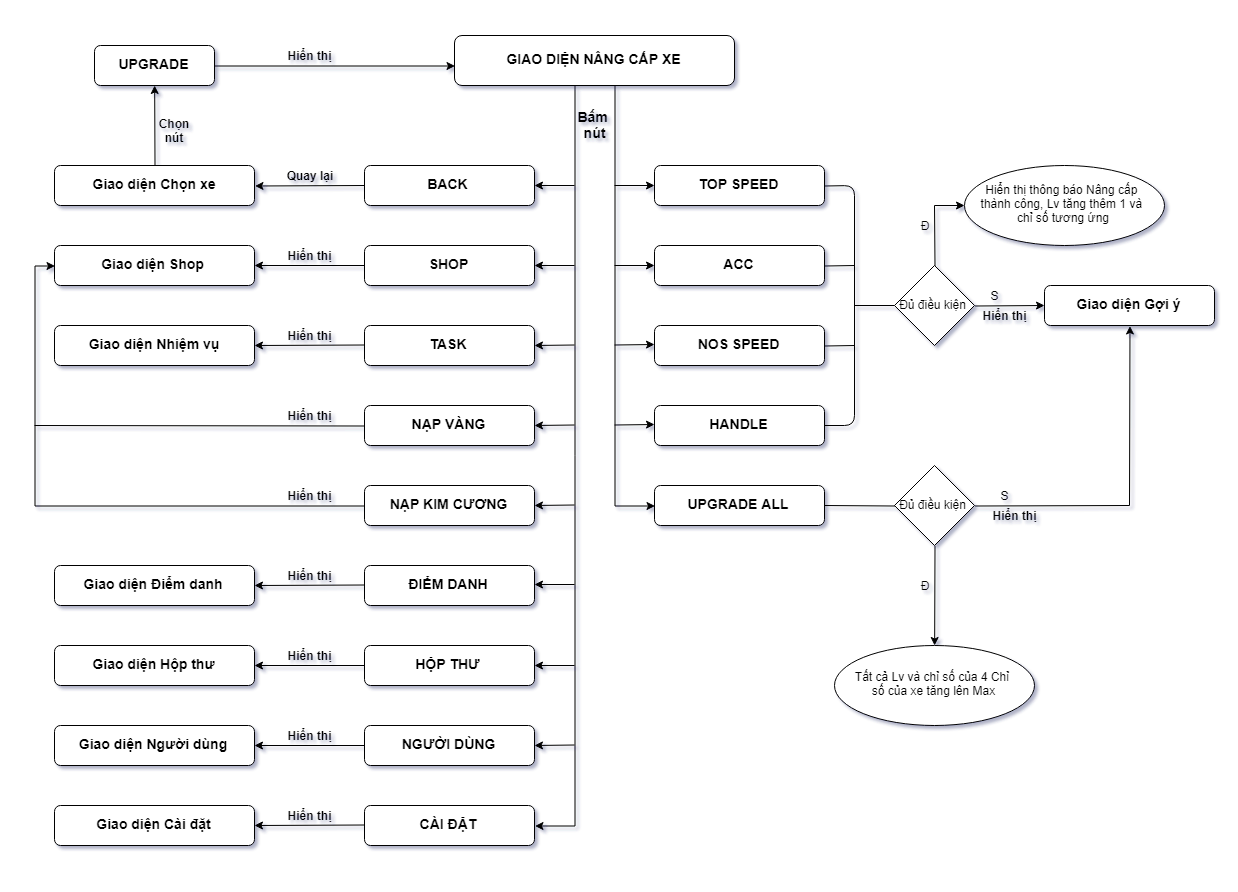 UPGRADE
Hiển thị
GIAO DIỆN NÂNG CẤP XE
Chọn
nút
Bấm
nút
Giao diện Chọn xe
Quay lại
BACK
TOP SPEED
Hiển thị thông báo Nâng cấp
thành công, Lv tăng thêm 1 và
chỉ số tương ứng
Đ
Giao diện Shop
Hiển thị
SHOP
ACC
Đủ điều kiện
S
Hiển thị
Giao diện Gợi ý
Giao diện Nhiệm vụ
Hiển thị
TASK
NOS SPEED
Hiển thị
NẠP VÀNG
HANDLE
Hiển thị
NẠP KIM CƯƠNG
UPGRADE ALL
Đủ điều kiện
S
Hiển thị
Giao diện Điểm danh
Hiển thị
ĐIỂM DANH
Đ
Giao diện Hộp thư
Hiển thị
HỘP THƯ
Tất cả Lv và chỉ số của 4 Chỉ
số của xe tăng lên Max
Giao diện Người dùng
Hiển thị
NGƯỜI DÙNG
Giao diện Cài đặt
Hiển thị
CÀI ĐẶT